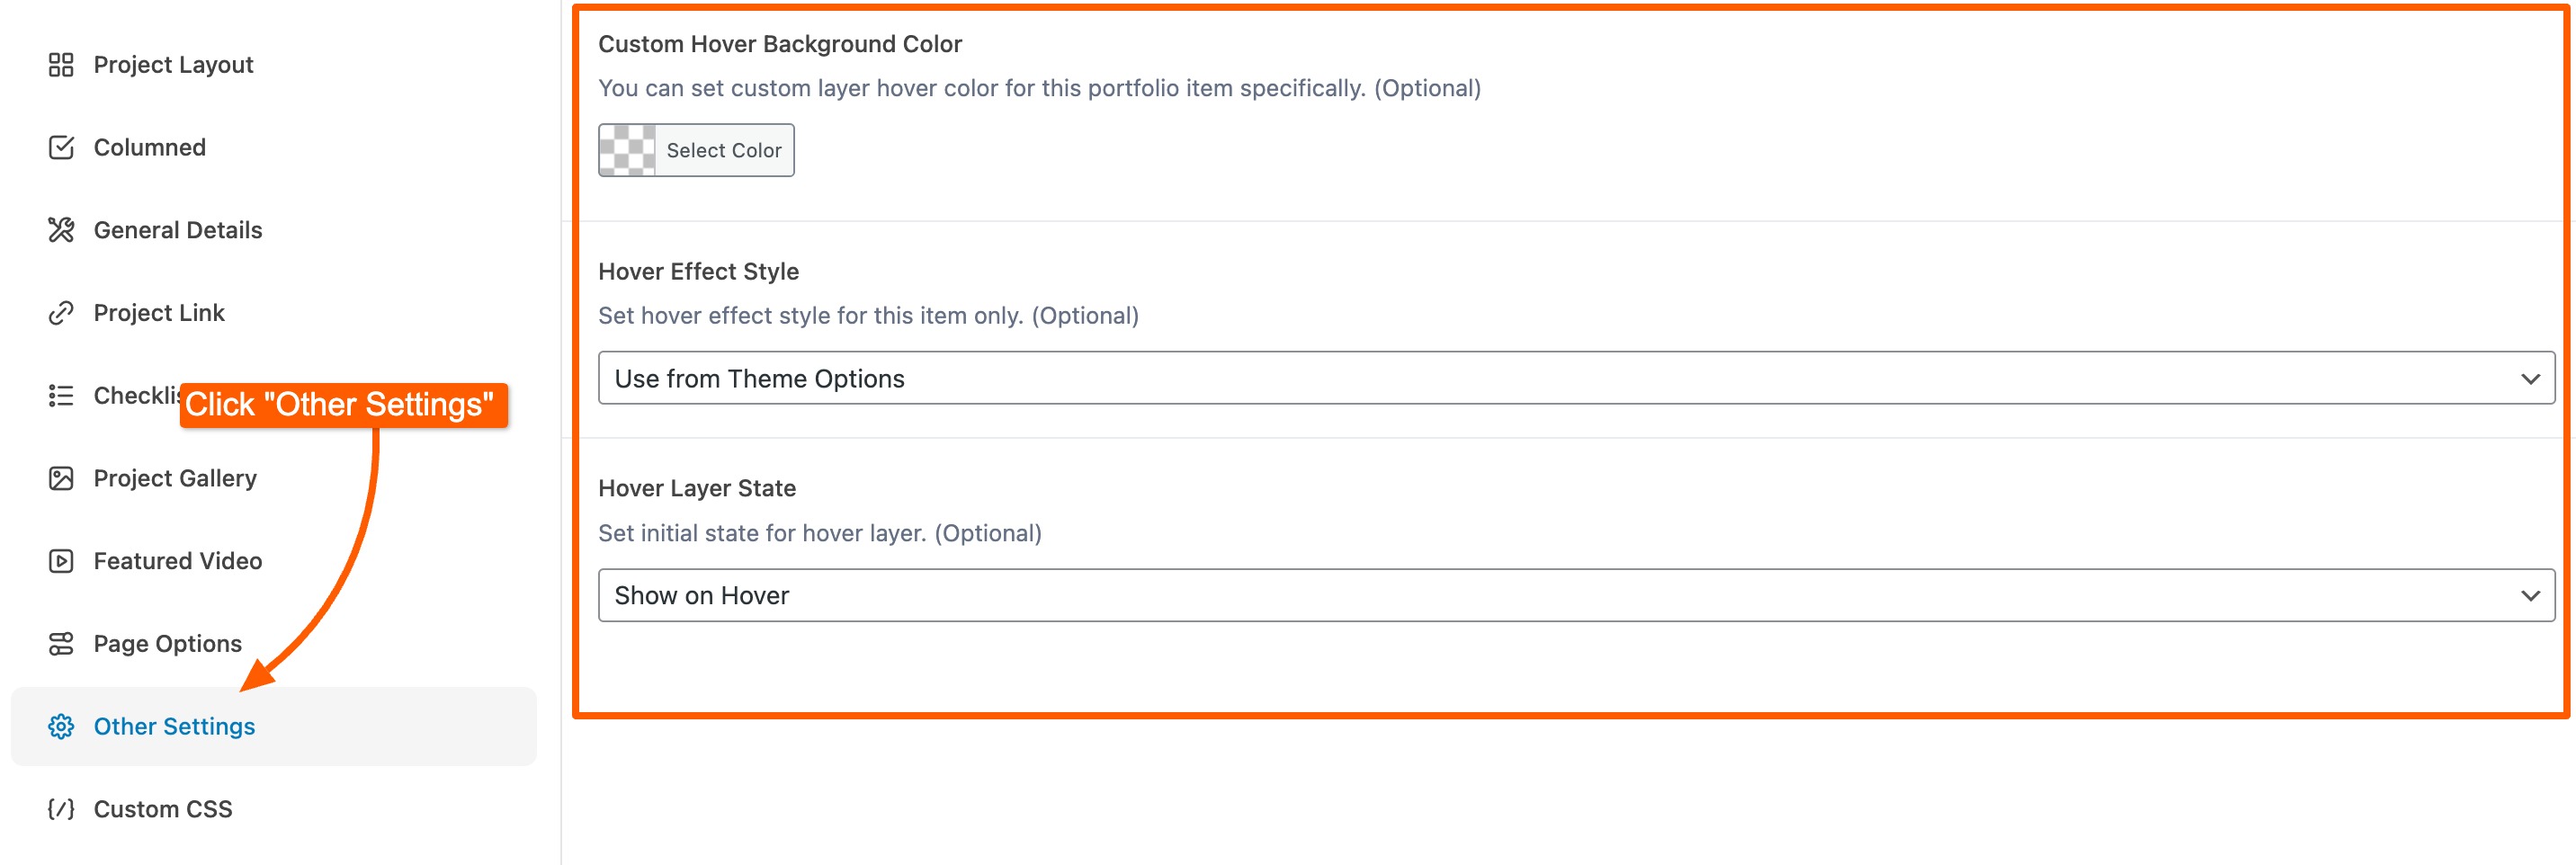 Project Layout
Columned
General Details
Project Link
Click "Other Settings"
Project Gallery
Featured Video
Page Options
Other Settings
Custom CSS
Custom Hover Background Color
You can set custom layer hover color for this portfolio item specifically. (Optional)
Select Color
Hover Effect Style
Set hover effect style for this item only. (Optional)
Use from Theme Options
Hover Layer State
Set initial state for hover layer. (Optional)
Show on Hover